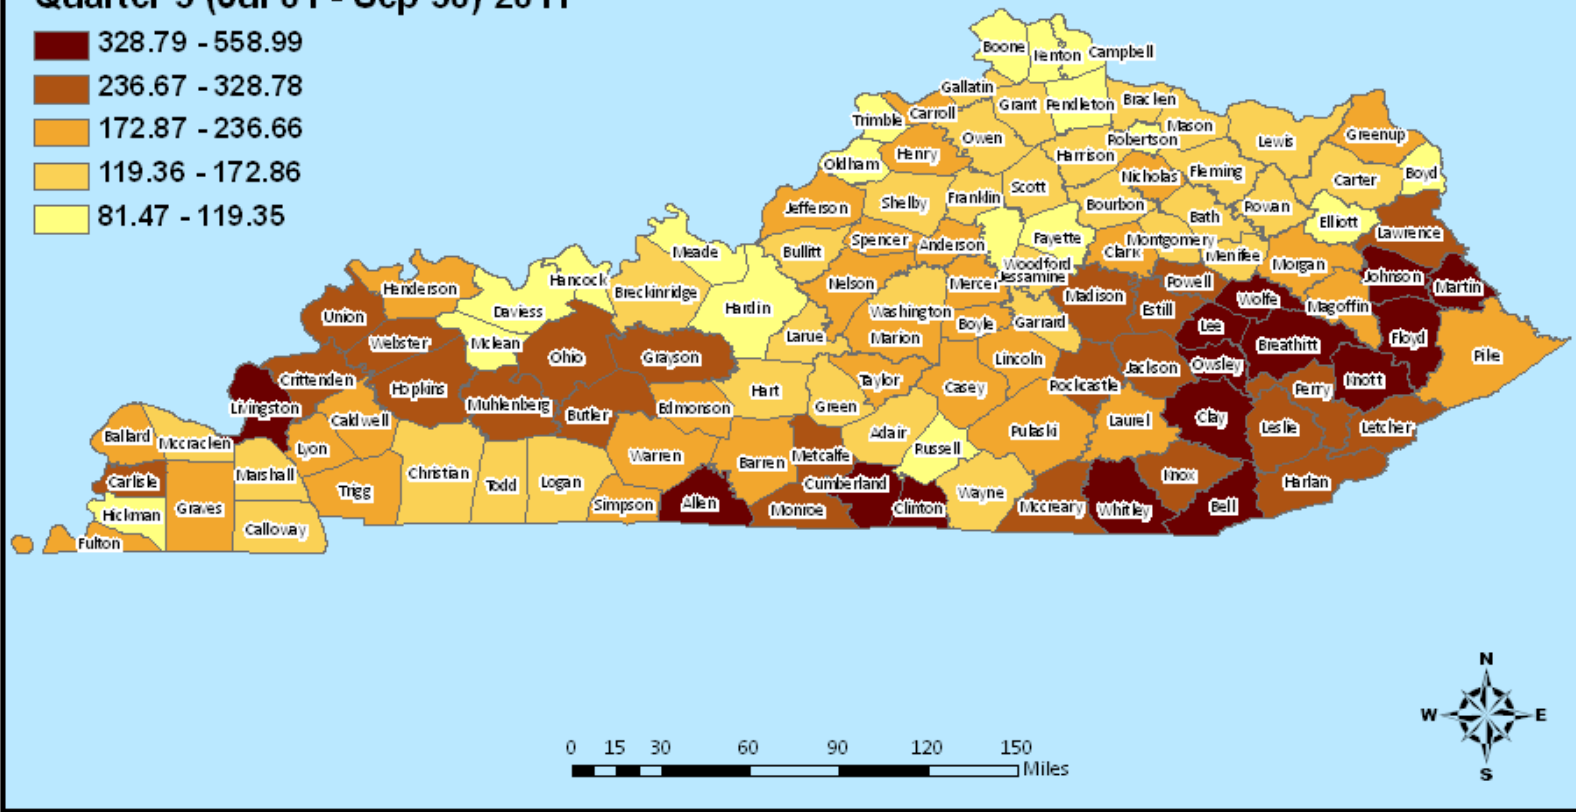 Quarter 3 (Jul 01 - Sep 30) 2011
328.79 - 558.99
236.67 - 328.78
172.87 - 236.66
119.36 - 172.86
81.47 - 119.35
Boone
Kenton
Campbell
Gallatin
Grant
Pendleton
Bracken
Trimble
Carroll
Owen
Robertson
Mason
Lewis
Greenup
Oldham
Henry
Harrison
Nicholas
Fleming
Carter
Boyd
Jefferson
Shelby
Franklin
Scott
Bourbon
Bath
Rowan
Elliott
Lawrence
Meade
Bullitt
Spencer
Anderson
Fayette
Woodford
Jessamine
Clark
Montgomery
Menifee
Morgan
Johnson
Martin
Henderson
Daviess
Hancock
Breckinridge
Hardin
Nelson
Mercer
Washington
Madison
Powell
Estill
Wolfe
Magoffin
Floyd
Pike
Union
Webster
Mclean
Ohio
Grayson
Larue
Marion
Boyle
Garrard
Lincoln
Lee
Owsley
Breathitt
Knott
Perry
Crittenden
Livingston
Hopkins
Muhlenberg
Butler
Edmonson
Hart
Green
Taylor
Casey
Rockcastle
Jackson
Clay
Leslie
Letcher
Ballard
Mccracken
Lyon
Caldwell
Warren
Barren
Metcalfe
Adair
Russell
Pulaski
Laurel
Knox
Harlan
Carlisle
Marshall
Trigg
Christian
Todd
Logan
Simpson
Allen
Monroe
Cumberland
Clinton
Wayne
Mccreary
Whitley
Bell
Hickman
Graves
Calloway
Fulton
N
W
E
S
0 15 30 60 90 120 150
Miles